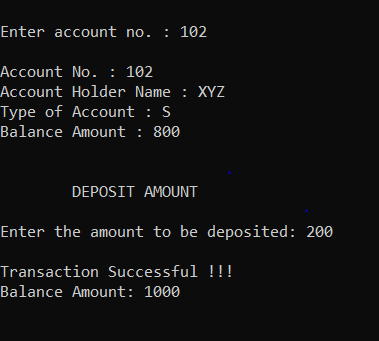 Enter account no. : 102
Account No. : 102
Account Holder Name : XYZ
Type of Account : S
Balance Amount : 800
DEPOSIT AMOUNT
Enter the amount to be deposited: 200
Transaction Successful !!!
Balance Amount: 1000